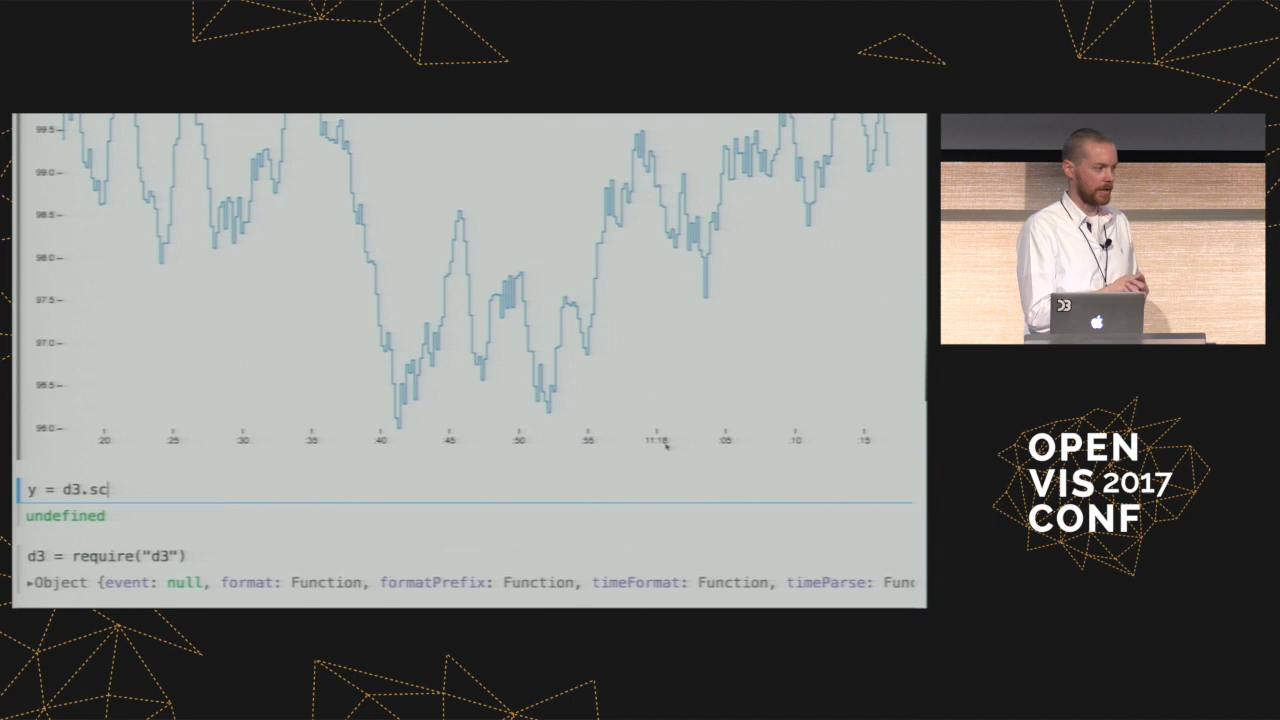 99.5
99.0
98.5
98.0
97.5
97.0
96.5
96.0
:20 :25 :30 :35 :40 :45 :50 :55 11:18 :05 :10 :15
y = d3.sc
undefined
d3 = require("d3")
▸Object {event: null, format: Function, formatPrefix: Function, timeFormat: Function, timeParse: Func
D3
OPEN
VIS 2017
CONF